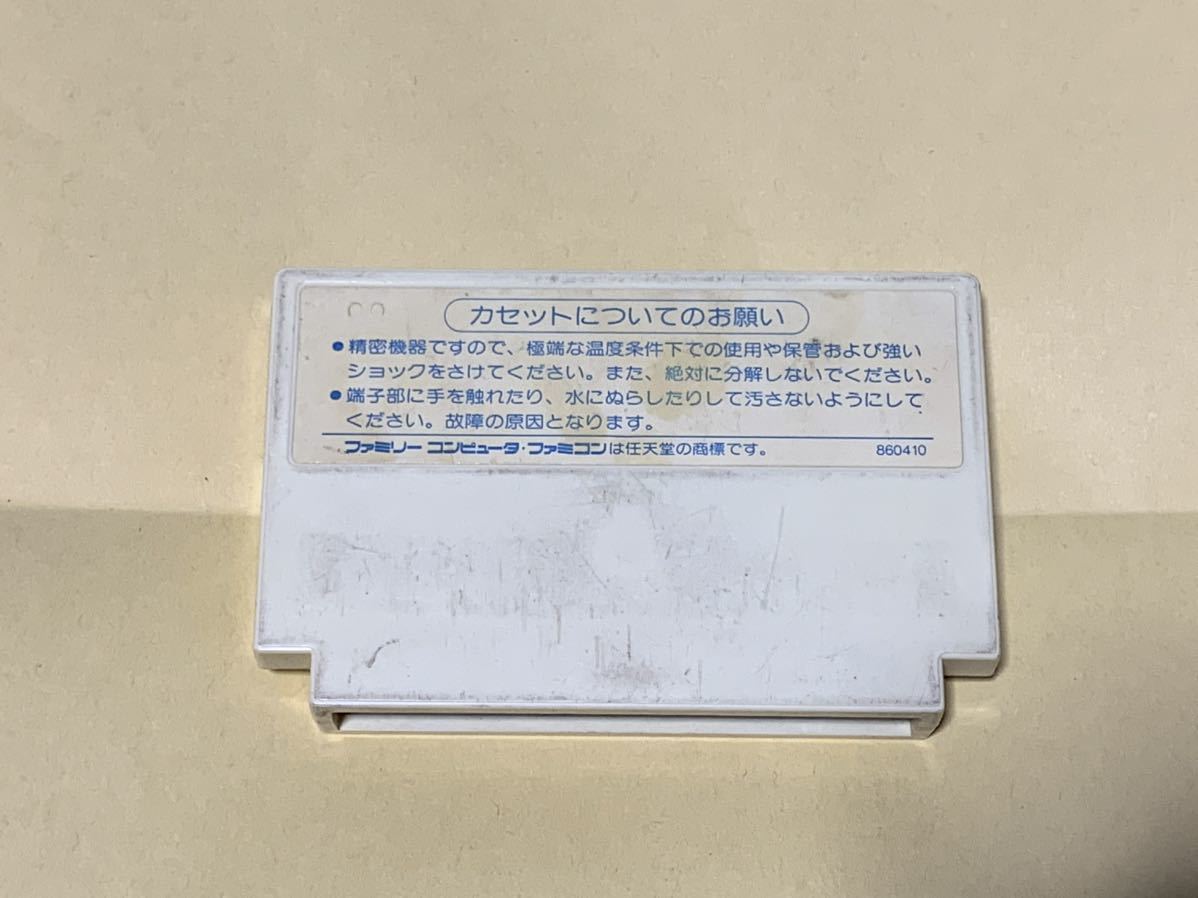 カセットについてのお願い
●精密機器ですので、極端な温度条件下での使用や保管および強い
ショックをさけてください。また、絶対に分解しないでください。
●端子部に手を触れたり、水にぬらしたりして汚さないようにして
ください。故障の原因となります。
ファミリーコンピュータ・ファミコンは任天堂の商標です。 860410